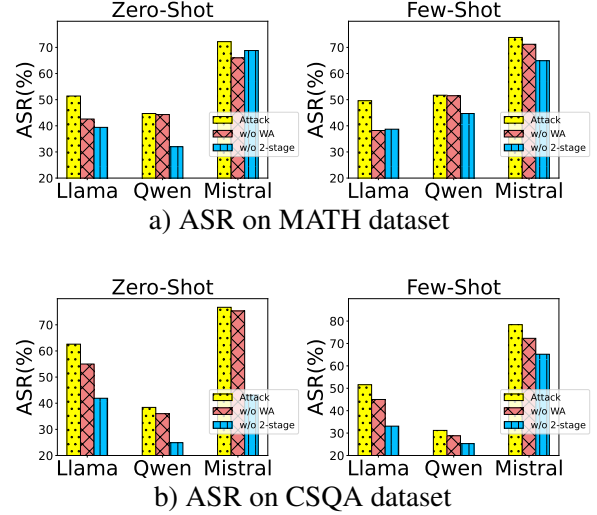 Zero-Shot
Few-Shot
ASR(%)
70
60
50
40
30
20
Attack
w/o WA
w/o 2-stage
Llama Qwen Mistral
ASR(%)
70
60
50
40
30
20
Attack
w/o WA
w/o 2-stage
Llama Qwen Mistral
a) ASR on MATH dataset
Zero-Shot
Few-Shot
ASR(%)
70
60
50
40
30
20
Attack
w/o WA
w/o 2-stage
Llama Qwen Mistral
ASR(%)
80
70
60
50
40
30
20
Attack
w/o WA
w/o 2-stage
Llama Qwen Mistral
b) ASR on CSQA dataset